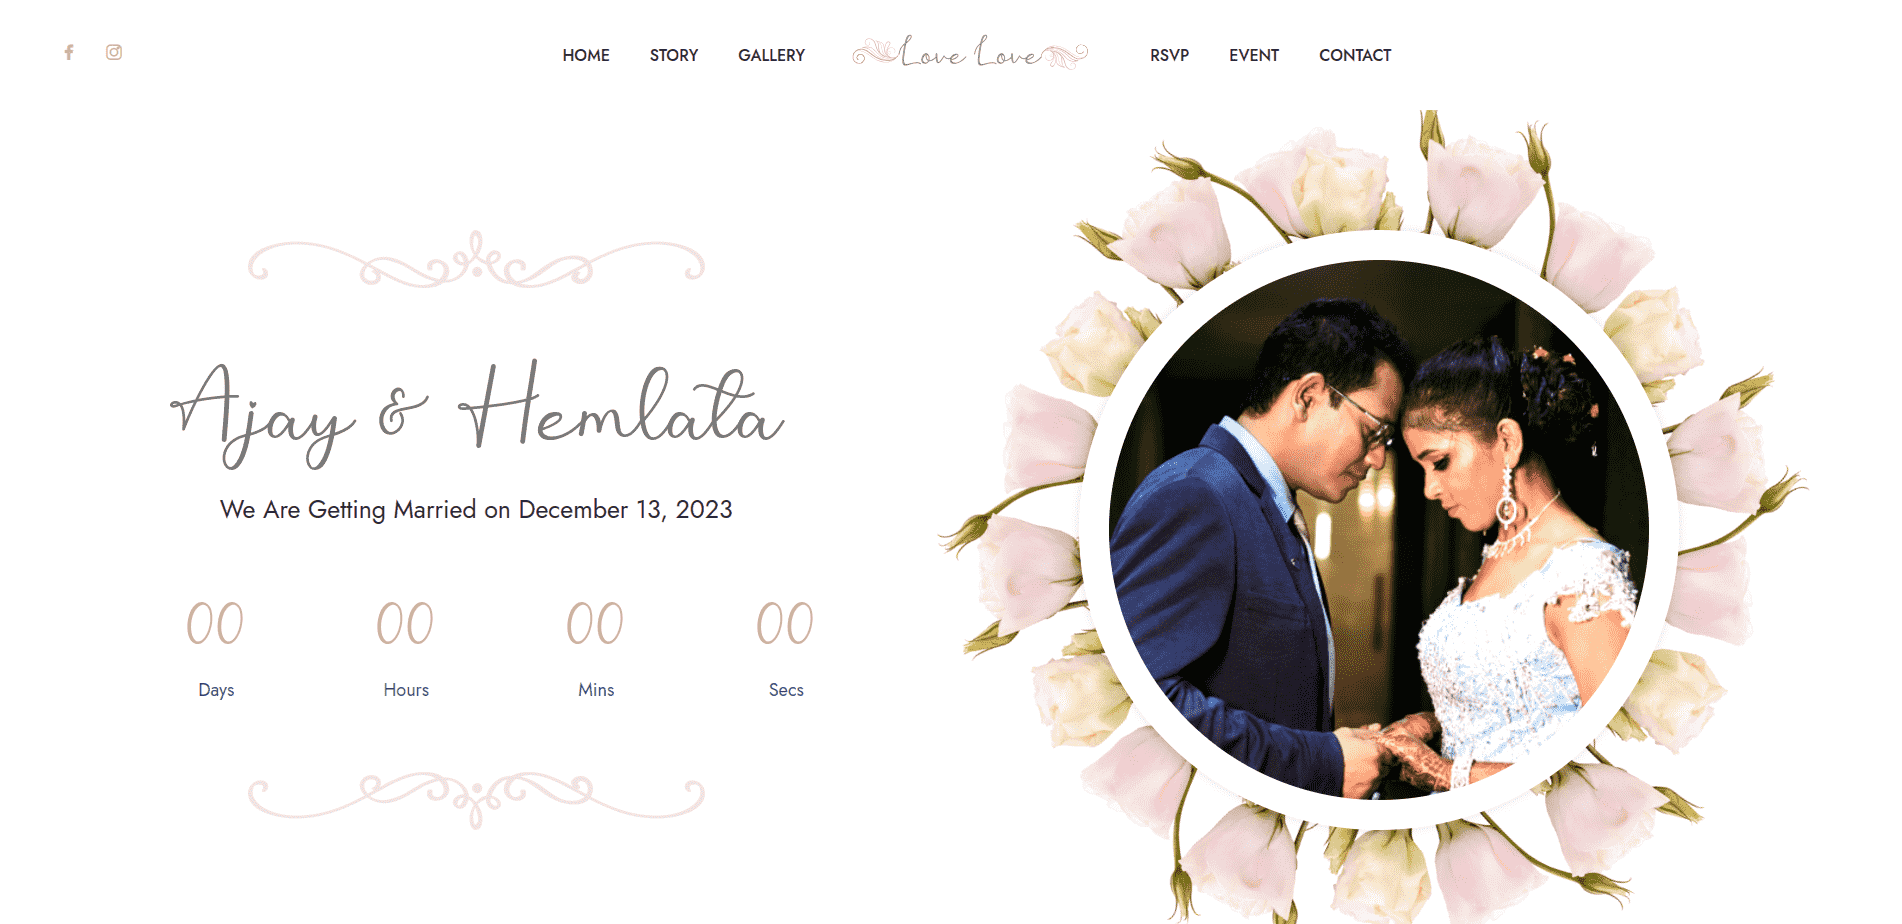 HOME STORY GALLERY Love Love RSVP EVENT CONTACT
Ajay & Hemlata
We Are Getting Married on December 13, 2023
00 00 00 00
Days Hours Mins Secs